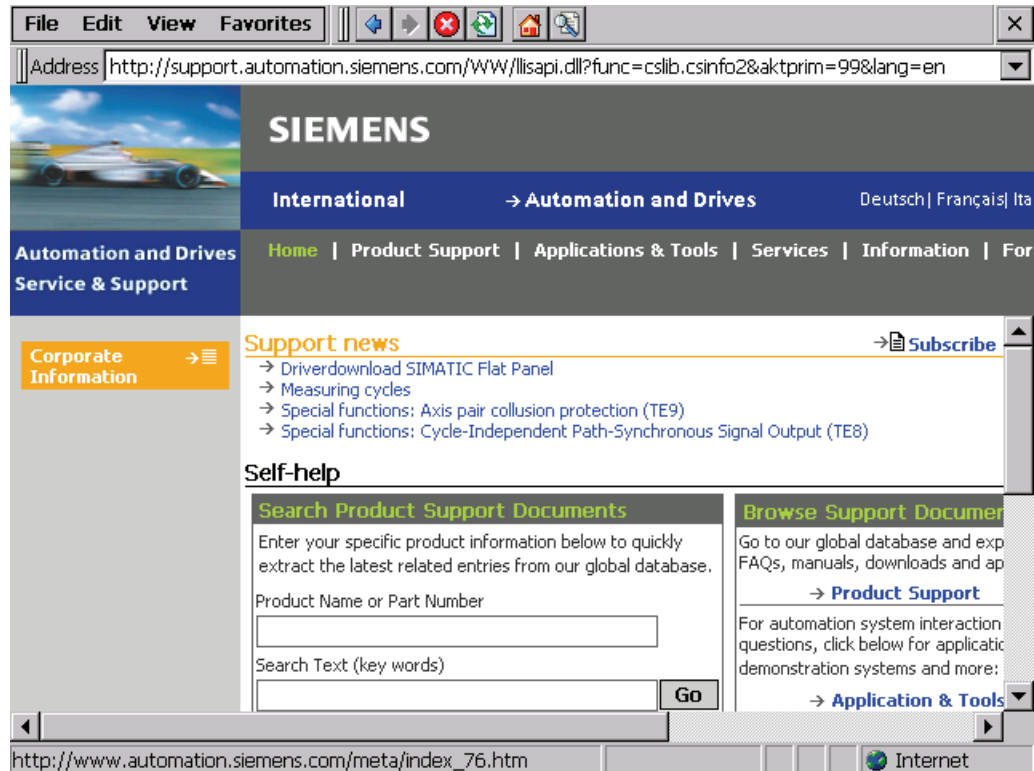 File Edit View Favorites
Address http://support.automation.siemens.com/WW/llisapi.dll?func=cslib.csinfo2&aktprim=99&lang=en
SIEMENS
International → Automation and Drives Deutsch| Français| Ita
Automation and Drives
Service & Support
Home | Product Support | Applications & Tools | Services | Information | For
Corporate
Information
Support news → Subscribe
→ Driverdownload SIMATIC Flat Panel
→ Measuring cycles
→ Special functions: Axis pair collusion protection (TE9)
→ Special functions: Cycle-Independent Path-Synchronous Signal Output (TE8)
Self-help
Search Product Support Documents
Enter your specific product information below to quickly
extract the latest related entries from our global database.
Product Name or Part Number
Search Text (key words)
Go
Browse Support Documer
Go to our global database and exp
FAQs, manuals, downloads and ap
→ Product Support
For automation system interaction
questions, click below for applicatic
demonstration systems and more:
→ Application & Tools
http://www.automation.siemens.com/meta/index_76.htm Internet